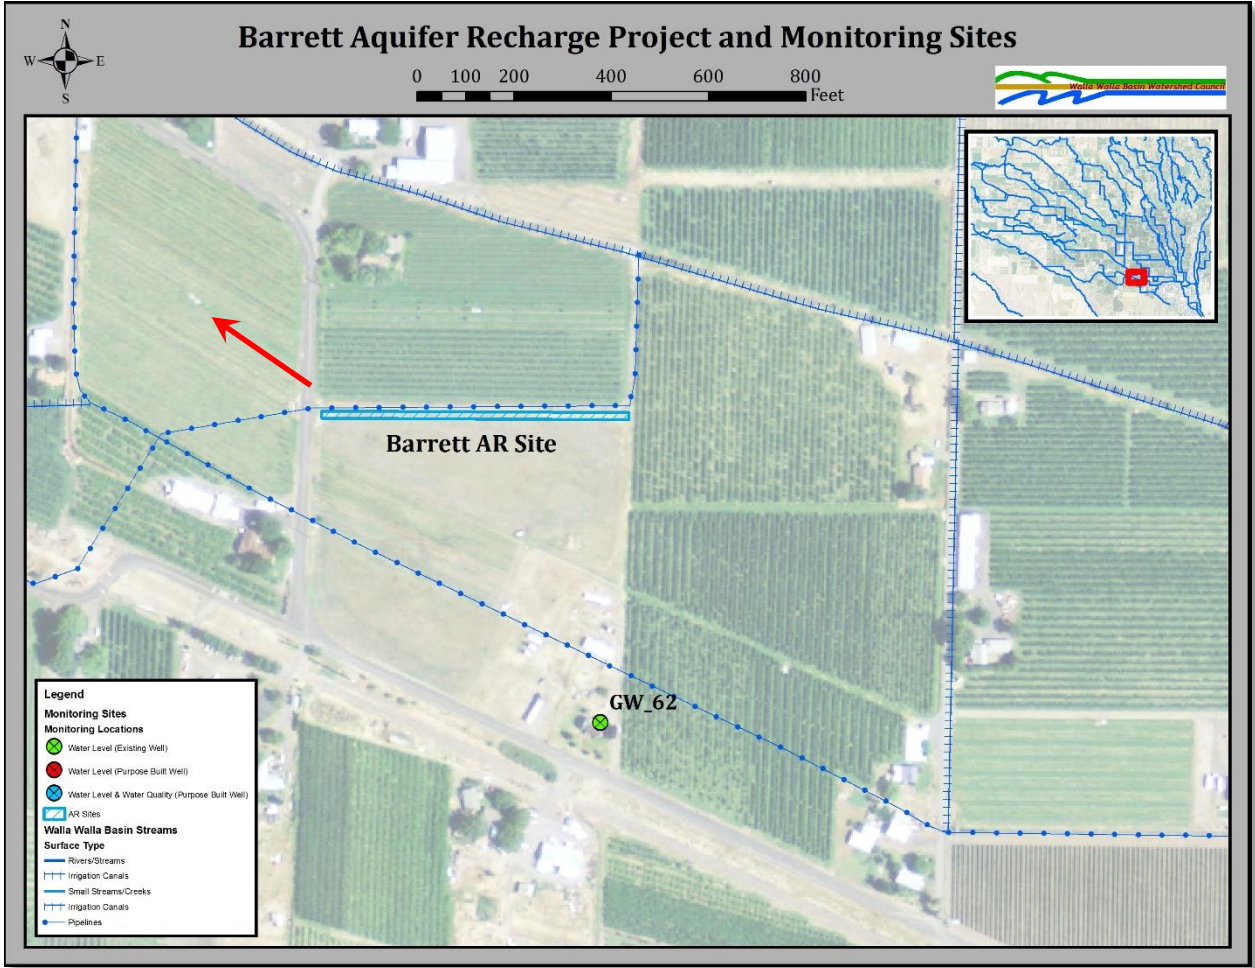 Barrett Aquifer Recharge Project and Monitoring Sites
N
W E
S
0 100 200 400 600 800
Feet
Walla Walla Basin Watershed Council
Barrett AR Site
GW_62
Legend
Monitoring Sites
Monitoring Locations
Water Level (Existing Well)
Water Level (Purpose Built Well)
Water Level & Water Quality (Purpose Built Well)
AR Sites
Walla Walla Basin Streams
Surface Type
Rivers/Streams
Irrigation Canals
Small Streams/Creeks
Irrigation Canals
Pipelines